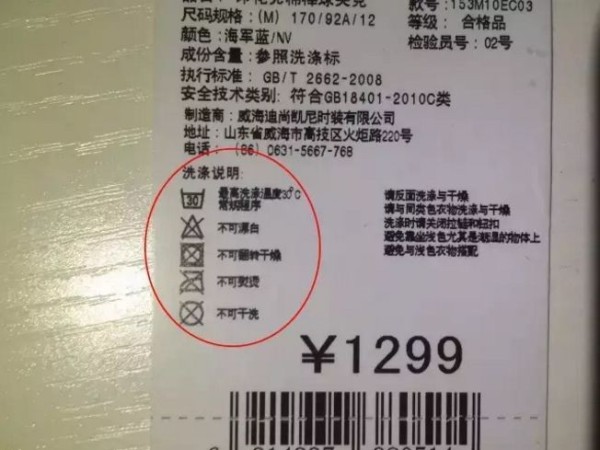 尺码规格：(M) 170/92A/12
款号：153M10EC03
颜色：海军蓝/NV
等级： 合格品
成份含量：参照洗涤标
检验员号：02号
执行标准： GB/T 2662-2008
安全技术类别： 符合GB18401-2010C类
制造商：威海迪尚凯尼时装有限公司
地址：山东省威海市高技区火炬路220号
电话： (86) 0631-5667-768
洗涤说明：
30
最高洗涤温度30℃
常规程序
不可漂白
不可翻转干燥
不可熨烫
不可干洗
请反面洗涤与干燥
请与同类色衣物洗涤与干燥
洗涤时请关闭拉链和纽扣
避免靠坐浅色尤其是潮湿的物体上
避免与浅色衣物搭配
¥1299